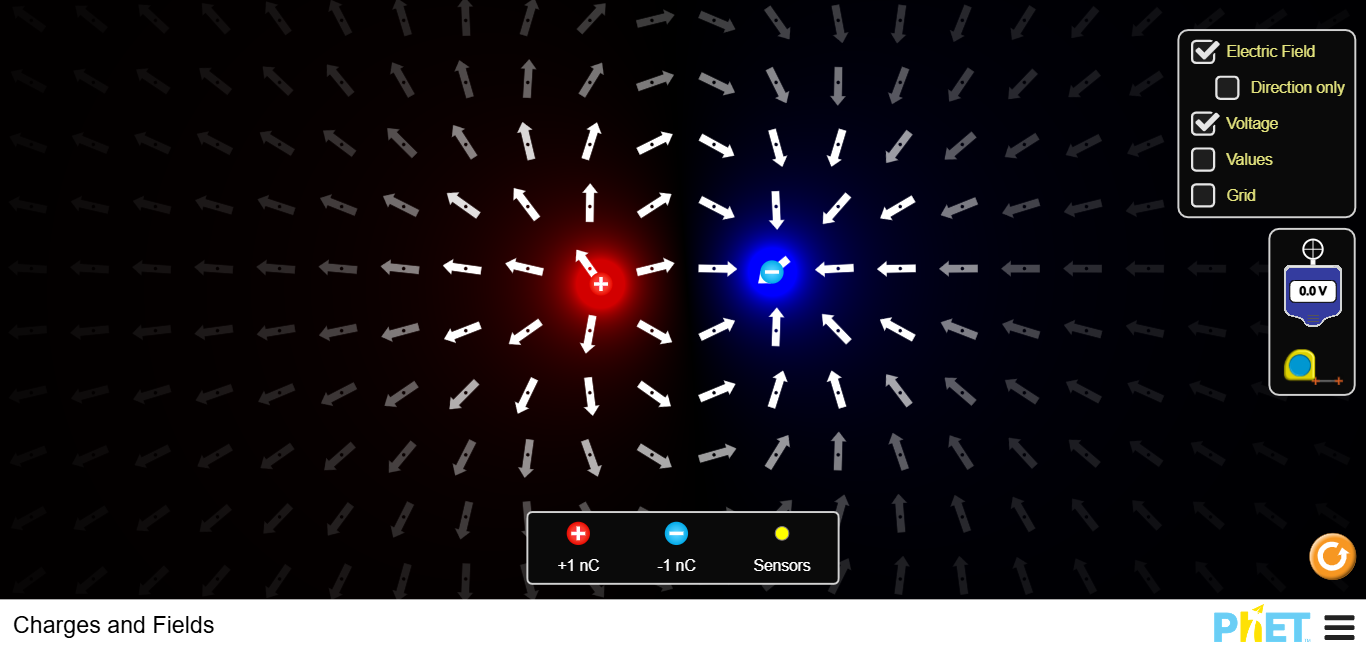 Electric Field
Direction only
Voltage
Values
Grid
0.0 V
+1 nC
-1 nC
Sensors
Charges and Fields
PhET